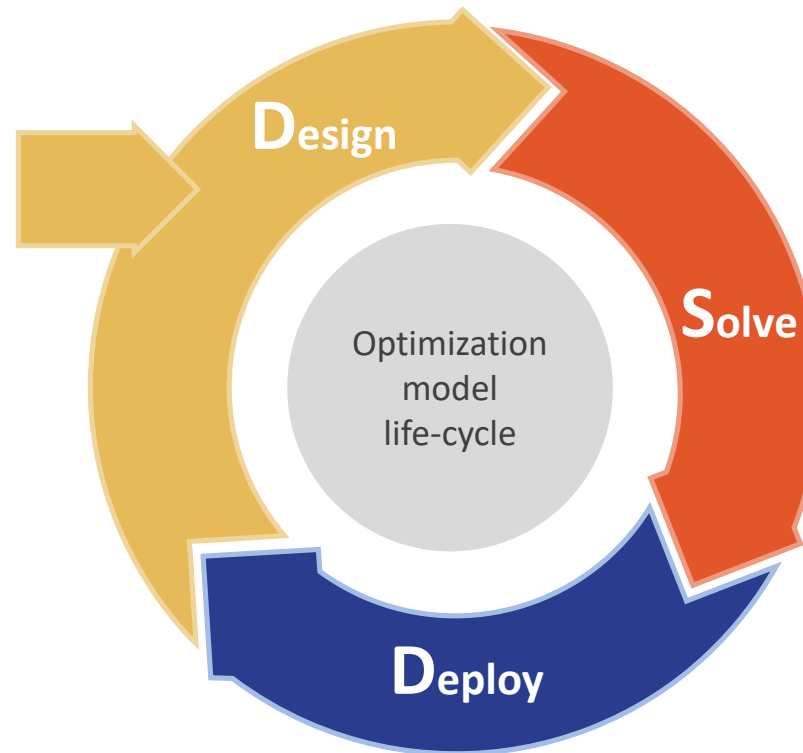 Design
Solve
Optimization
model
life-cycle
Deploy